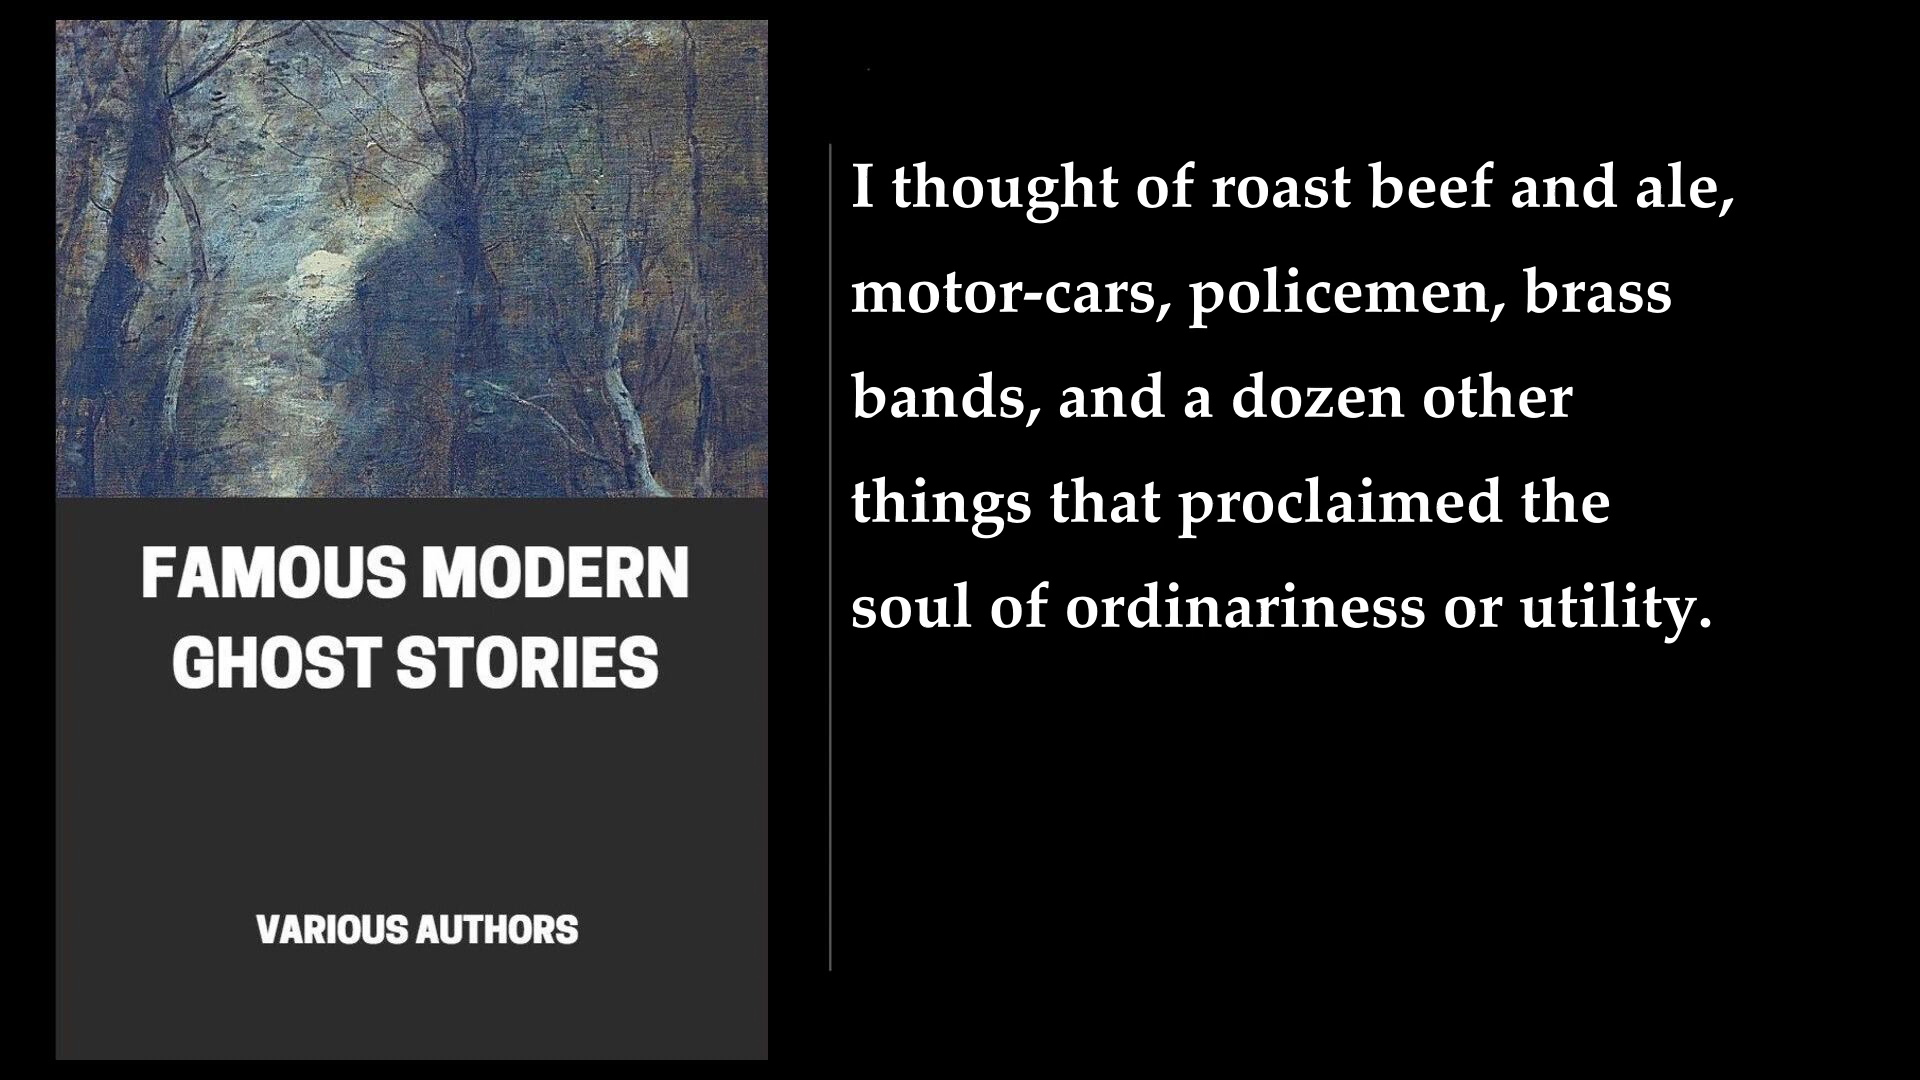 FAMOUS MODERN
GHOST STORIES
VARIOUS AUTHORS
I thought of roast beef and ale,
motor-cars, policemen, brass
bands, and a dozen other
things that proclaimed the
soul of ordinariness or utility.